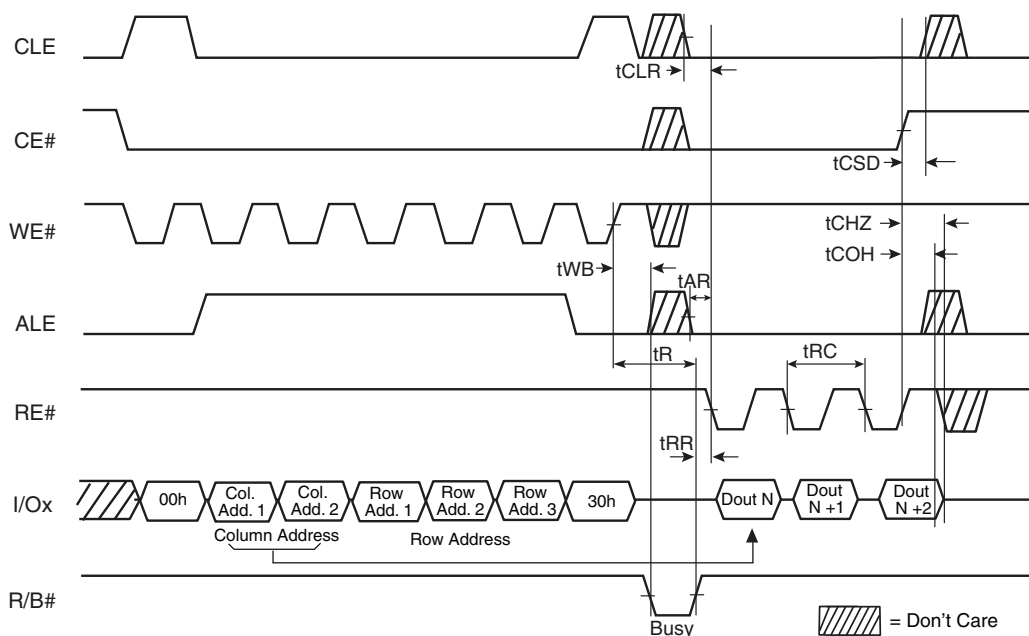 CLE
tCLR
CE#
tCSD
WE#
tCHZ
tCOH
tWB
tAR
ALE
tR
tRC
RE#
tRR
I/Ox
00h
Col. Add. 1
Col. Add. 2
Row Add. 1
Row Add. 2
Row Add. 3
30h
Dout N
Dout N +1
Dout N +2
Column Address
Row Address
R/B#
Busy
= Don't Care